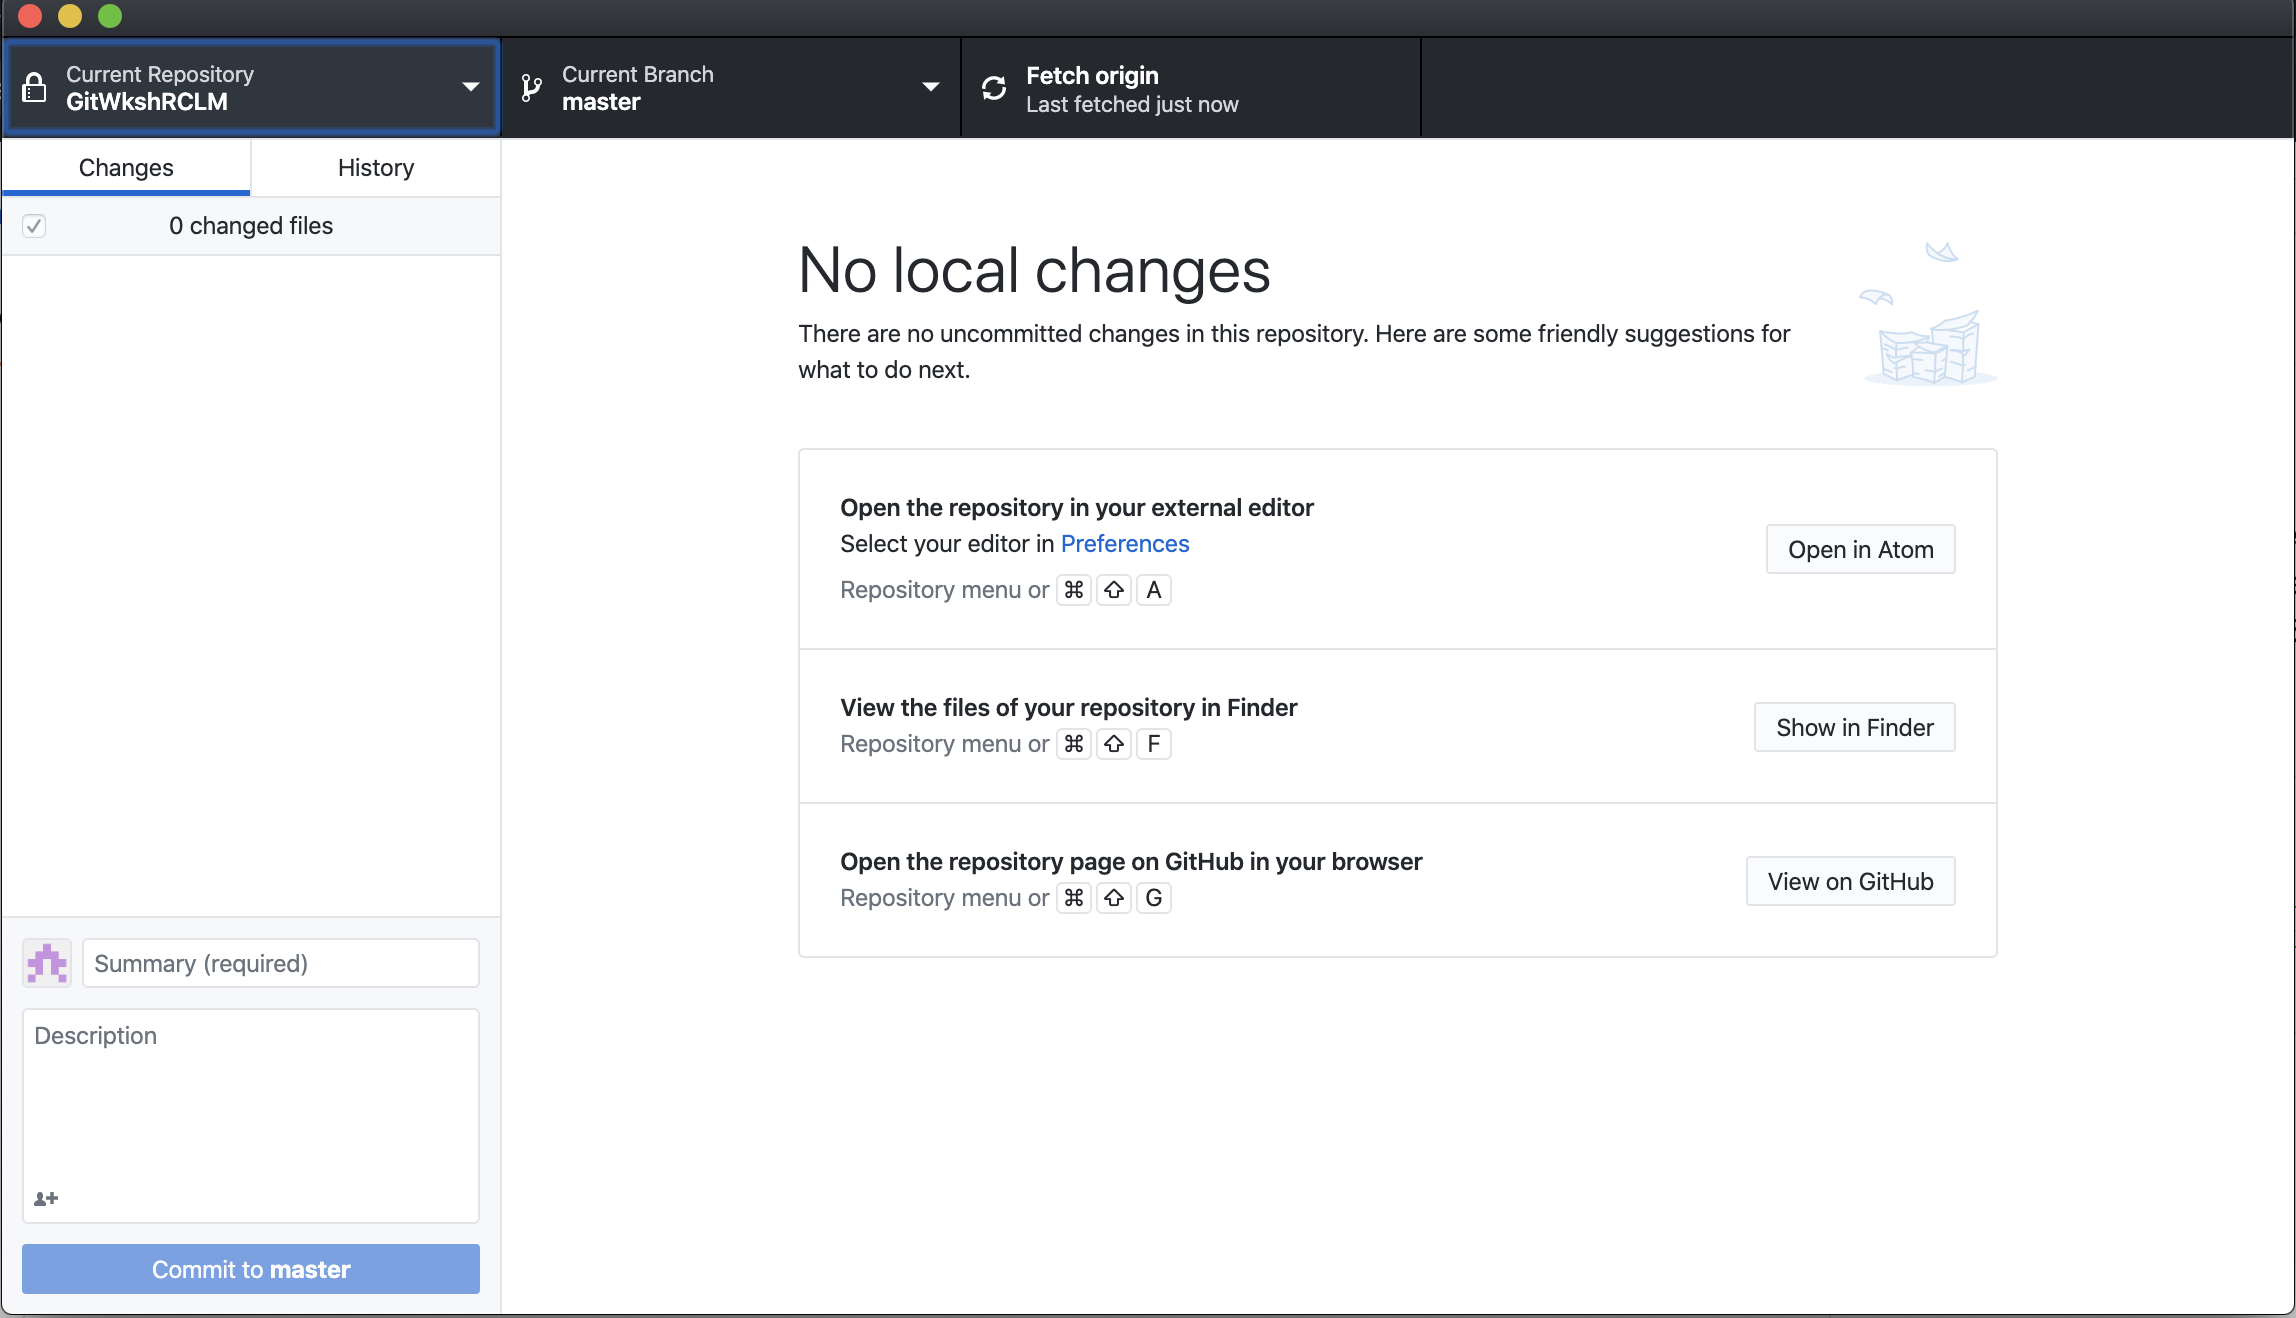 Current Repository
GitWkshRCLM
Current Branch
master
Fetch origin
Last fetched just now
Changes
History
0 changed files
No local changes
There are no uncommitted changes in this repository. Here are some friendly suggestions for
what to do next.
Open the repository in your external editor
Select your editor in Preferences
Repository menu or ⌘ ⇧ A
Open in Atom
View the files of your repository in Finder
Repository menu or ⌘ ⇧ F
Show in Finder
Open the repository page on GitHub in your browser
Repository menu or ⌘ ⇧ G
View on GitHub
Summary (required)
Description
Commit to master